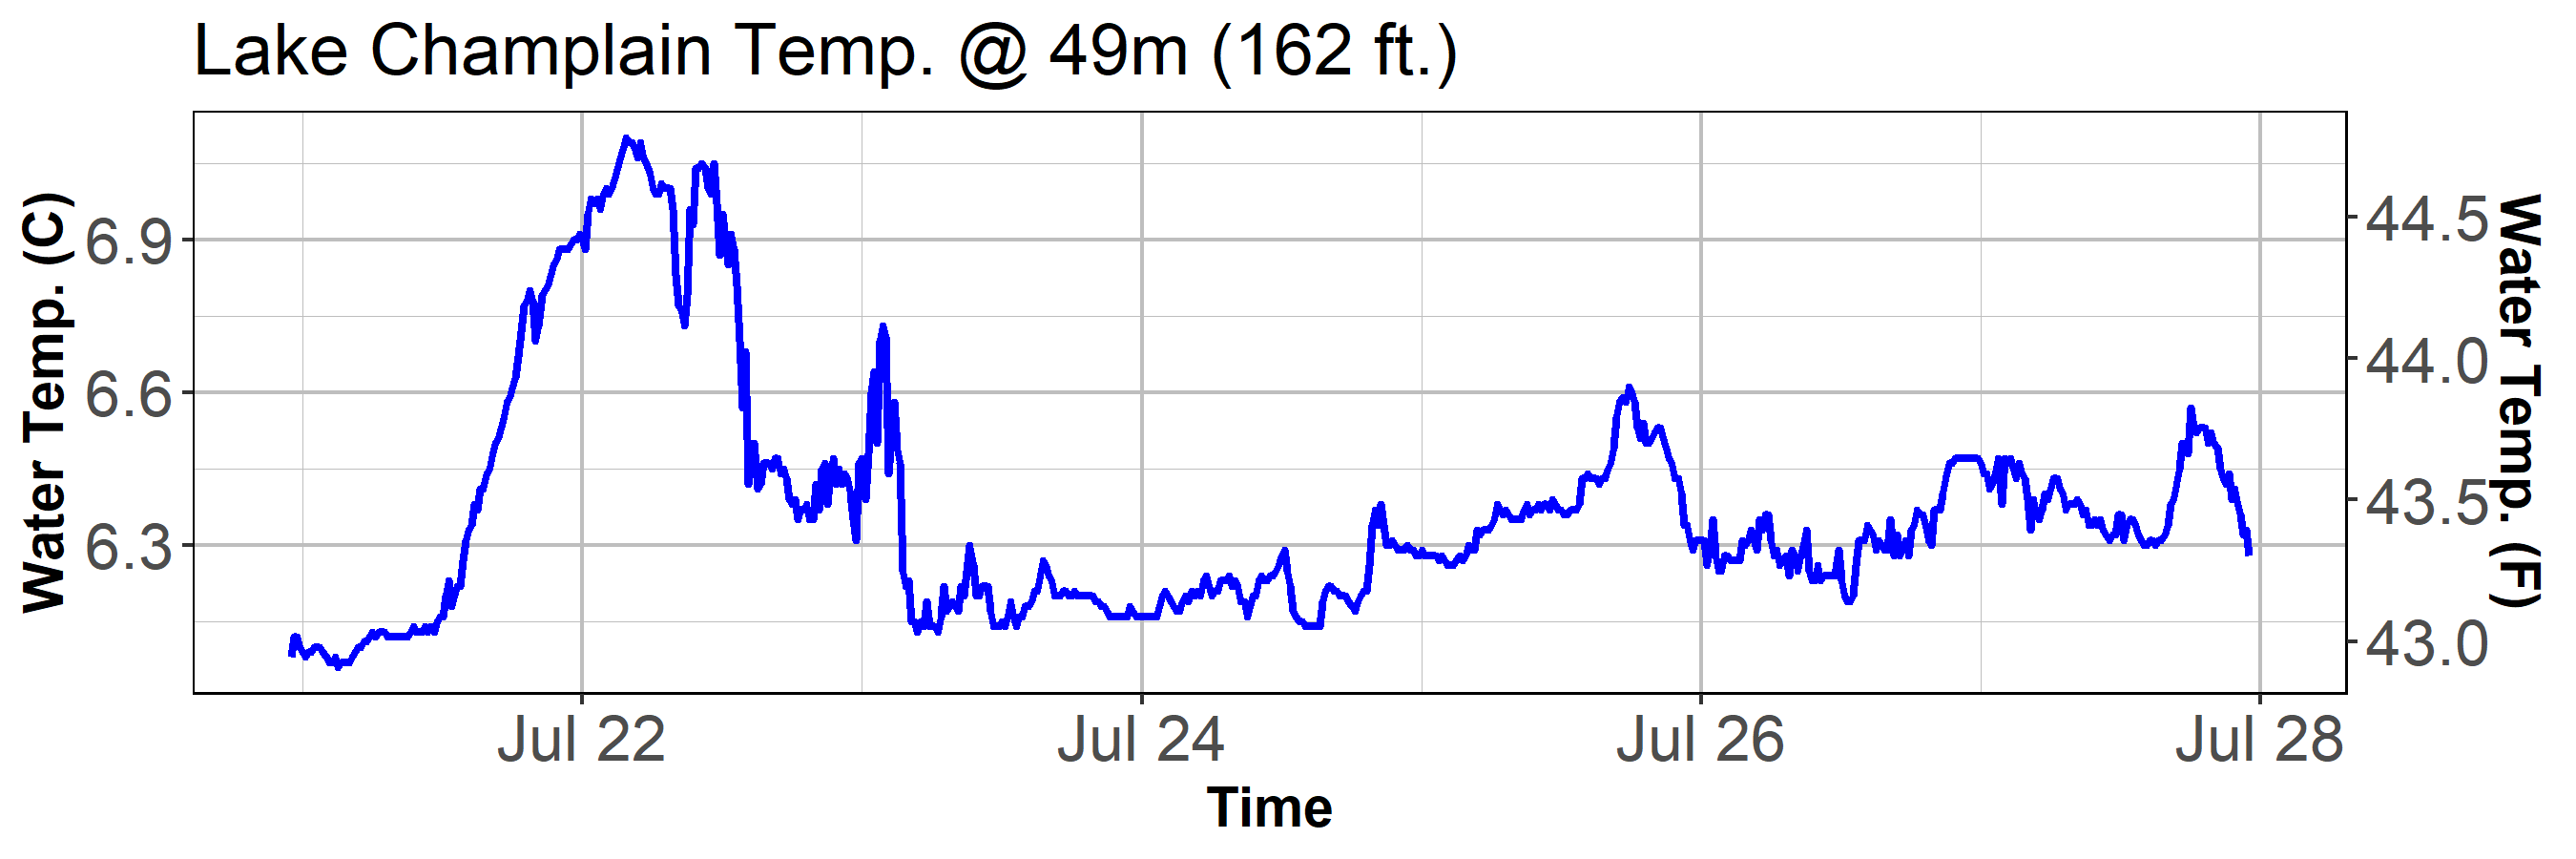 Lake Champlain Temp. @ 49m (162 ft.)
Water Temp. (C)
6.9
6.6
6.3
44.5
44.0
43.5
43.0
Water Temp. (F)
Jul 22 Jul 24 Jul 26 Jul 28
Time